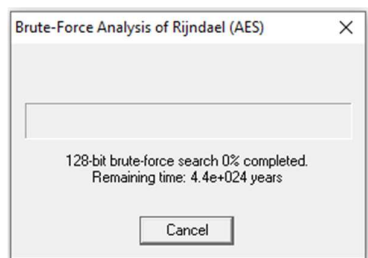 Brute-Force Analysis of Rijndael (AES)
128-bit brute-force search 0% completed.
Remaining time: 4.4e+024 years
Cancel